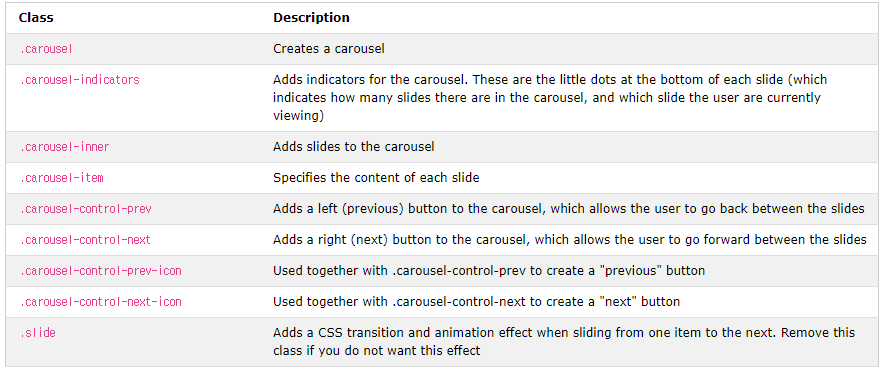 Class Description
.carousel Creates a carousel
.carousel-indicators Adds indicators for the carousel. These are the little dots at the bottom of each slide (which
indicates how many slides there are in the carousel, and which slide the user are currently
viewing)
.carousel-inner Adds slides to the carousel
.carousel-item Specifies the content of each slide
.carousel-control-prev Adds a left (previous) button to the carousel, which allows the user to go back between the slides
.carousel-control-next Adds a right (next) button to the carousel, which allows the user to go forward between the slides
.carousel-control-prev-icon Used together with .carousel-control-prev to create a "previous" button
.carousel-control-next-icon Used together with .carousel-control-next to create a "next" button
.slide Adds a CSS transition and animation effect when sliding from one item to the next. Remove this
class if you do not want this effect